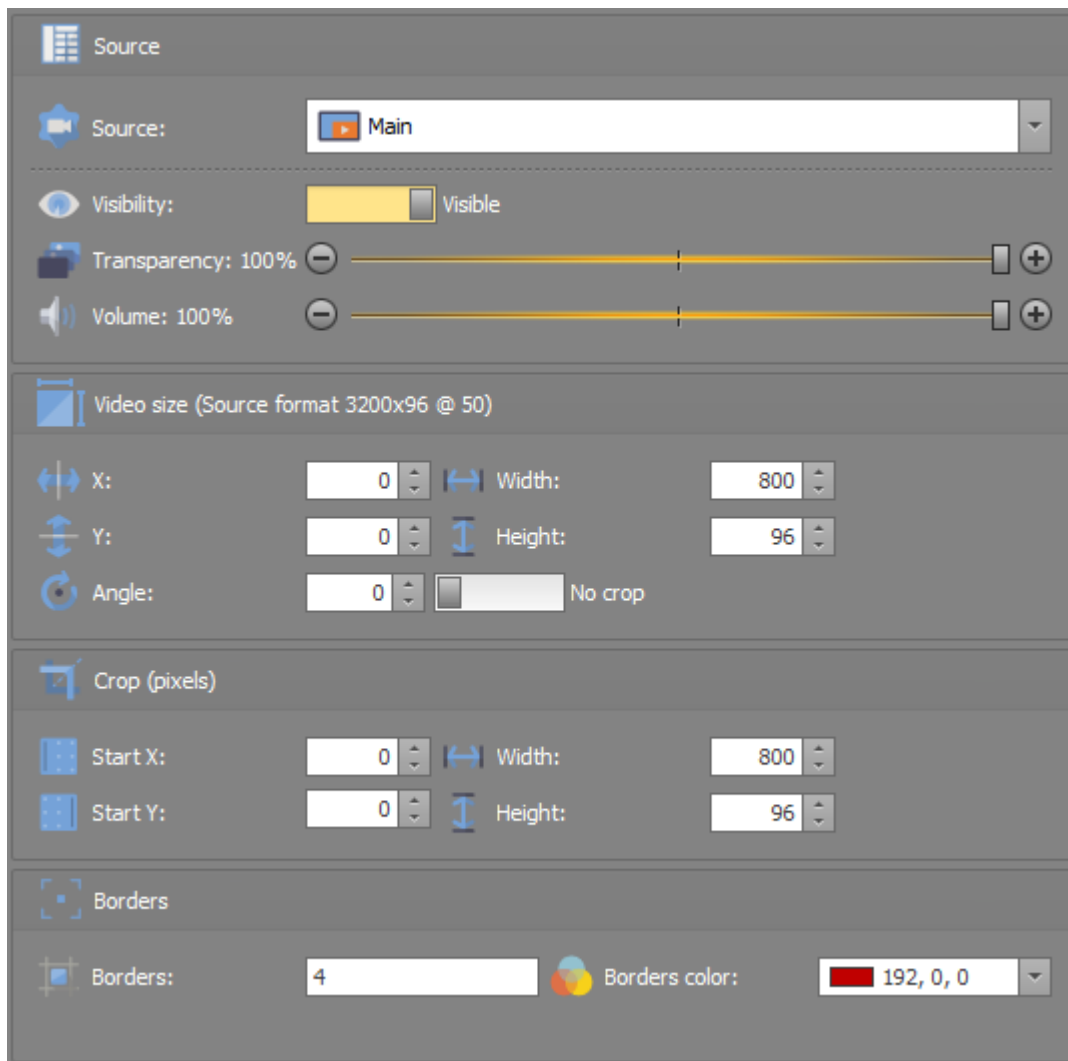 Source
Source: Main
Visibility: Visible
Transparency: 100%
Volume: 100%
Video size (Source format 3200x96 @ 50)
X: 0 Width: 800
Y: 0 Height: 96
Angle: 0 No crop
Crop (pixels)
Start X: 0 Width: 800
Start Y: 0 Height: 96
Borders
Borders: 4 Borders color: 192, 0, 0